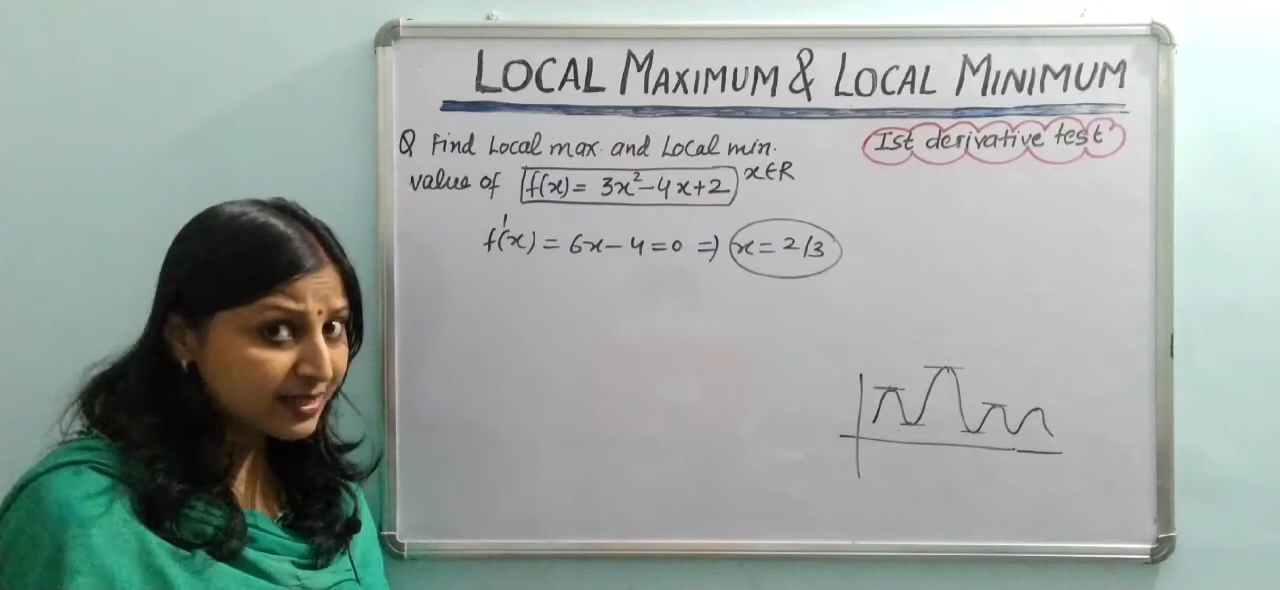 LOCAL MAXIMUM & LOCAL MINIMUM
Ist derivative test
Q Find Local max. and Local min.
value of f(x) = 3x²-4x+2 x∈R
f'(x) = 6x-4=0 => x = 2/3